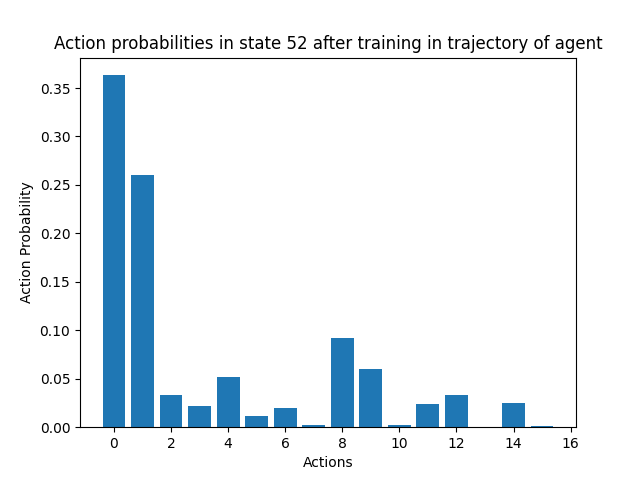 Action probabilities in state 52 after training in trajectory of agent
0.35
0.30
0.25
0.20
0.15
0.10
0.05
0.00
Action Probability
0 2 4 6 8 10 12 14 16
Actions